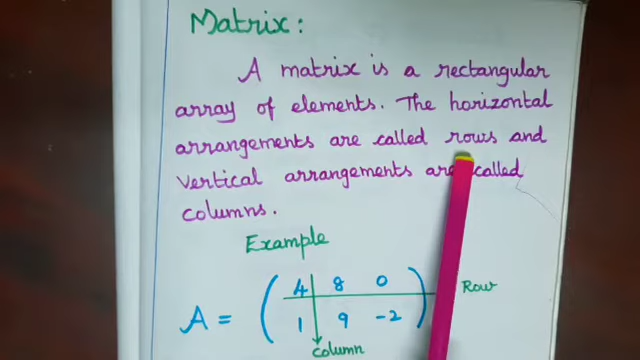 Matrix:
A matrix is a rectangular
array of elements. The horizontal
arrangements are called rows and
vertical arrangements are called
columns.
Example
4 8 0
Row
A =
1 9 -2
column